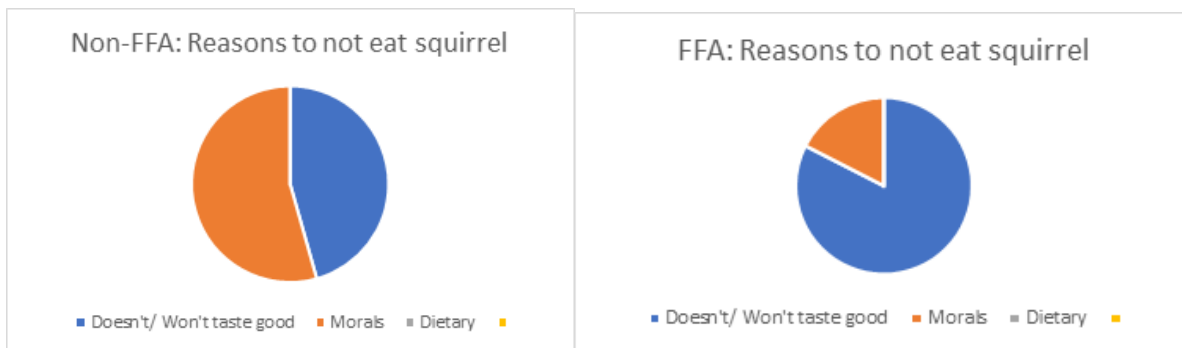 Non-FFA: Reasons to not eat squirrel
Doesn't/ Won't taste good Morals Dietary
FFA: Reasons to not eat squirrel
Doesn't/ Won't taste good Morals Dietary